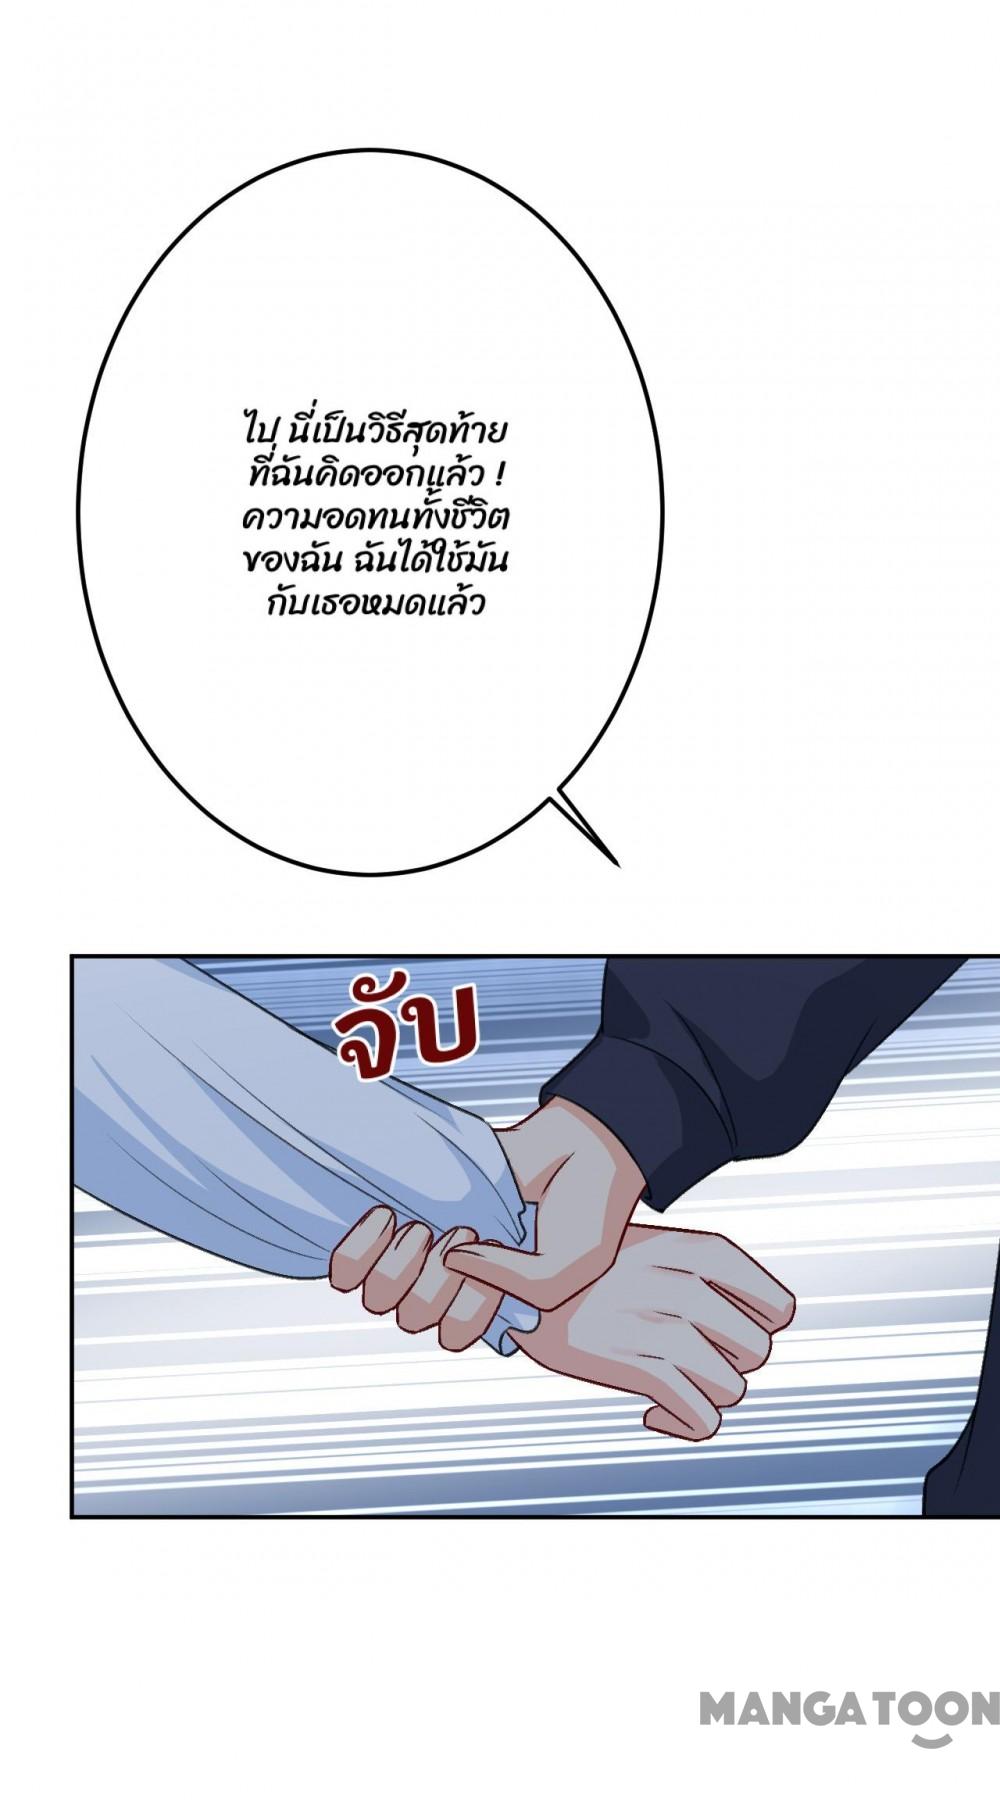 ไป นี่เป็นวิธีสุดท้าย
ที่ฉันคิดออกแล้ว !
ความอดทนทั้งชีวิต
ของฉัน ฉันได้ใช้มัน
กับเธอหมดแล้ว
จับ
MANGATOON